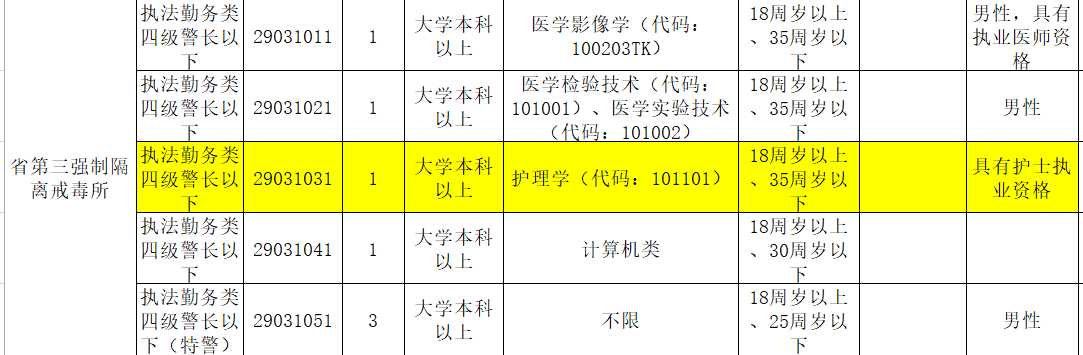 省第三强制隔
离戒毒所
执法勤务类
四级警长以
下
29031011
1
大学本科
以上
医学影像学（代码：
100203TK）
18周岁以上
、35周岁以
下
男性，具有
执业医师资
格
执法勤务类
四级警长以
下
29031021
1
大学本科
以上
医学检验技术（代码：
101001）、医学实验技术
（代码：101002）
18周岁以上
、35周岁以
下
男性
执法勤务类
四级警长以
下
29031031
1
大学本科
以上
护理学（代码：101101）
18周岁以上
、35周岁以
下
具有护士执
业资格
执法勤务类
四级警长以
下
29031041
1
大学本科
以上
计算机类
18周岁以上
、30周岁以
下
执法勤务类
四级警长以
下（特警）
29031051
3
大学本科
以上
不限
18周岁以上
、25周岁以
下
男性